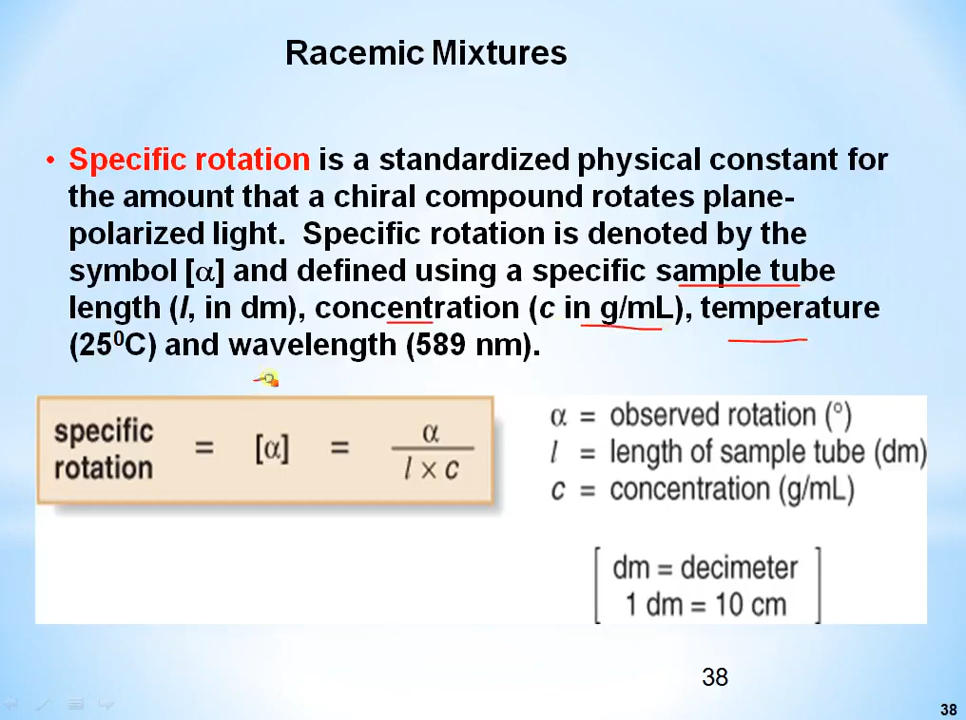 Racemic Mixtures
• Specific rotation is a standardized physical constant for
the amount that a chiral compound rotates plane-
polarized light.  Specific rotation is denoted by the
symbol [α] and defined using a specific sample tube
length (l, in dm), concentration (c in g/mL), temperature
(25⁰C) and wavelength (589 nm).
specific rotation = [α] = α / l × c
α = observed rotation (°)
l = length of sample tube (dm)
c = concentration (g/mL)
[ dm = decimeter
1 dm = 10 cm ]
38
38